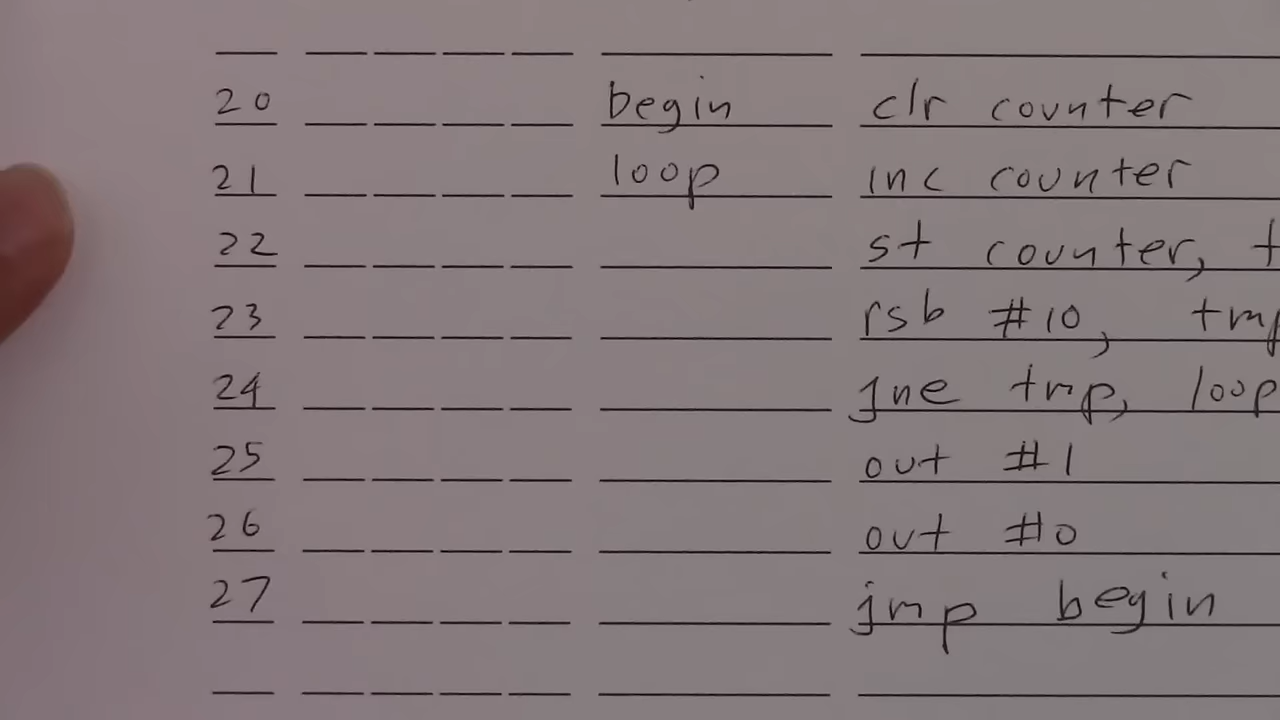 20 begin clr counter
21 loop inc counter
22 st counter,
23 rsb #10,
24 jne tmp, loop
25 out #1
26 out #0
27 jmp begin